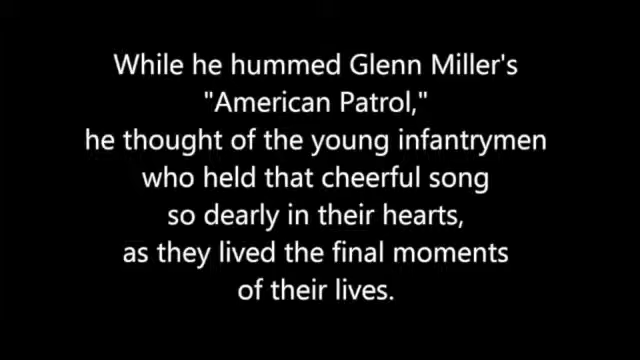 While he hummed Glenn Miller's
"American Patrol,"
he thought of the young infantrymen
who held that cheerful song
so dearly in their hearts,
as they lived the final moments
of their lives.